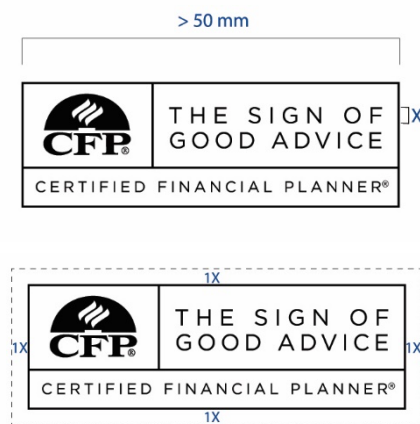 > 50 mm
THE SIGN OF
GOOD ADVICE
X
CFP®
CERTIFIED FINANCIAL PLANNER®
1X
THE SIGN OF
GOOD ADVICE
1X
CFP®
1X
CERTIFIED FINANCIAL PLANNER®
1X